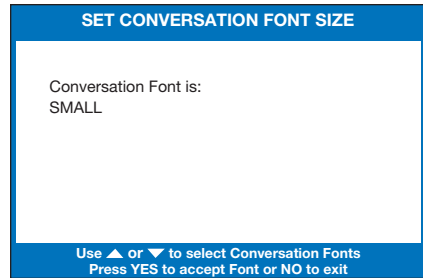 SET CONVERSATION FONT SIZE
Conversation Font is:
SMALL
Use ▲ or ▼ to select Conversation Fonts
Press YES to accept Font or NO to exit